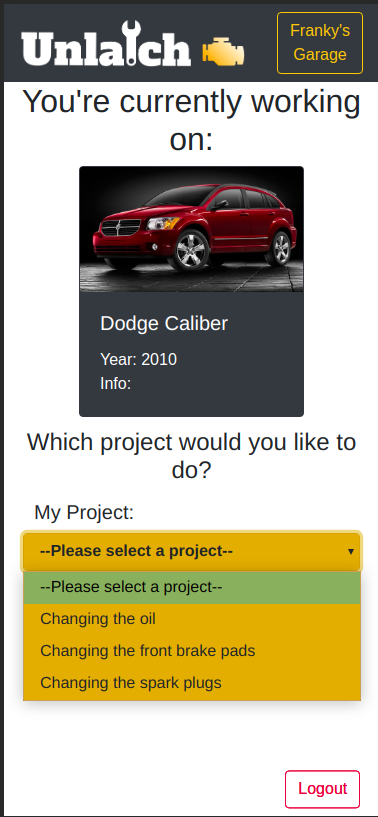 Unlatch
Franky's
Garage
You're currently working
on:
Dodge Caliber
Year: 2010
Info:
Which project would you like to
do?
My Project:
--Please select a project--
--Please select a project--
Changing the oil
Changing the front brake pads
Changing the spark plugs
Logout